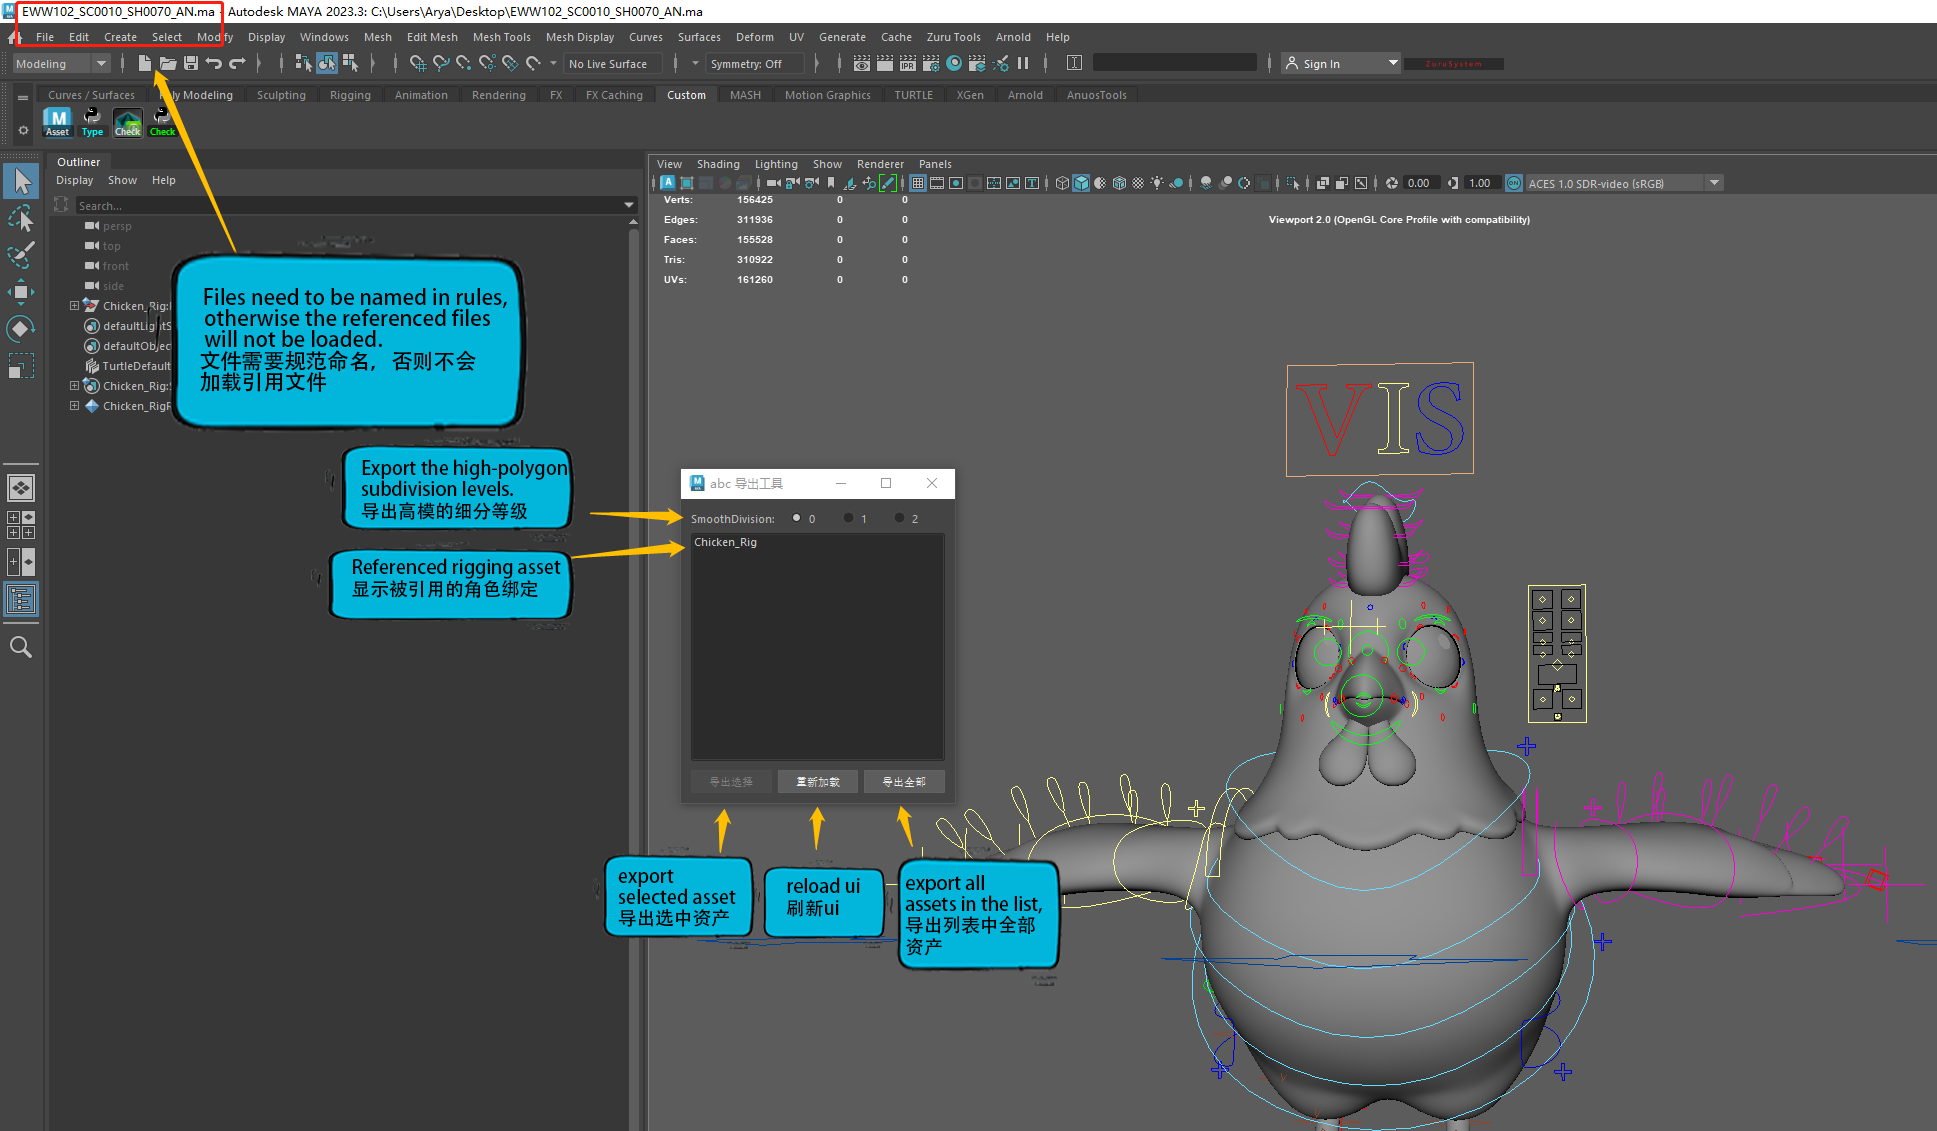 EWW102_SC0010_SH0070_AN.ma - Autodesk MAYA 2023.3: C:\Users\Arya\Desktop\EWW102_SC0010_SH0070_AN.ma
File Edit Create Select Modify Display Windows Mesh Edit Mesh Mesh Tools Mesh Display Curves Surfaces Deform UV Generate Cache Zuru Tools Arnold Help
Modeling No Live Surface Symmetry: Off Sign In ZuruSystem
Curves / Surfaces Poly Modeling Sculpting Rigging Animation Rendering FX FX Caching Custom MASH Motion Graphics TURTLE XGen Arnold AnuosTools
Asset Type Check Check
Outliner
Display Show Help
Search...
persp
top
front
side
Chicken_Rig:
defaultLightS
defaultObjec
TurtleDefault
Chicken_Rig:
Chicken_RigF
View Shading Lighting Show Renderer Panels
0.00 1.00 ACES 1.0 SDR-video (sRGB)
Verts: 156425 0 0
Edges: 311936 0 0
Faces: 155528 0 0
Tris: 310922 0 0
UVs: 161260 0 0
Viewport 2.0 (OpenGL Core Profile with compatibility)
VIS
Files need to be named in rules,
otherwise the referenced files
will not be loaded.
文件需要规范命名，否则不会
加载引用文件
Export the high-polygon
subdivision levels.
导出高模的细分等级
Referenced rigging asset
显示被引用的角色绑定
abc 导出工具
SmoothDivision: 0 1 2
Chicken_Rig
导出选择 重新加载 导出全部
export
selected asset
导出选中资产
reload ui
刷新ui
export all
assets in the list,
导出列表中全部
资产